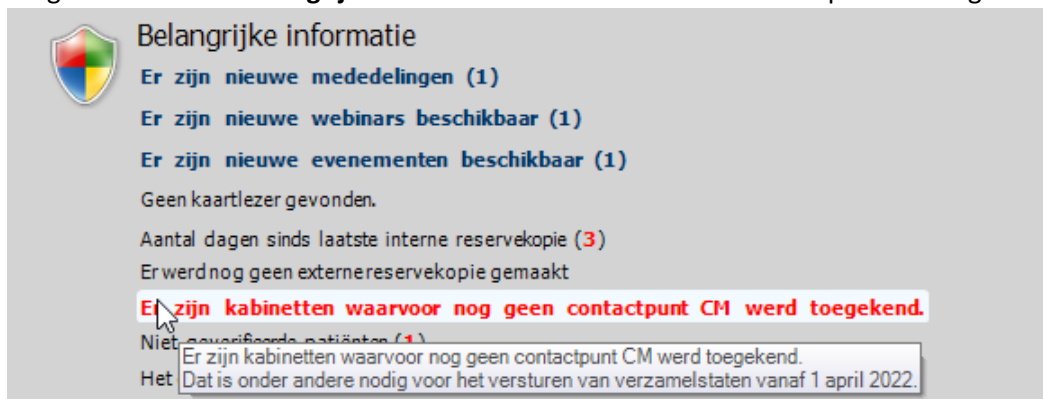 Belangrijke informatie
Er zijn nieuwe mededelingen (1)
Er zijn nieuwe webinars beschikbaar (1)
Er zijn nieuwe evenementen beschikbaar (1)
Geen kaartlezer gevonden.
Aantal dagen sinds laatste interne reservekopie (3)
Er werd nog geen externe reservekopie gemaakt
Er zijn kabinetten waarvoor nog geen contactpunt CM werd toegekend.
Niet geverifieerde patiënten (1)
Er zijn kabinetten waarvoor nog geen contactpunt CM werd toegekend.
Het
Dat is onder andere nodig voor het versturen van verzamelstaten vanaf 1 april 2022.